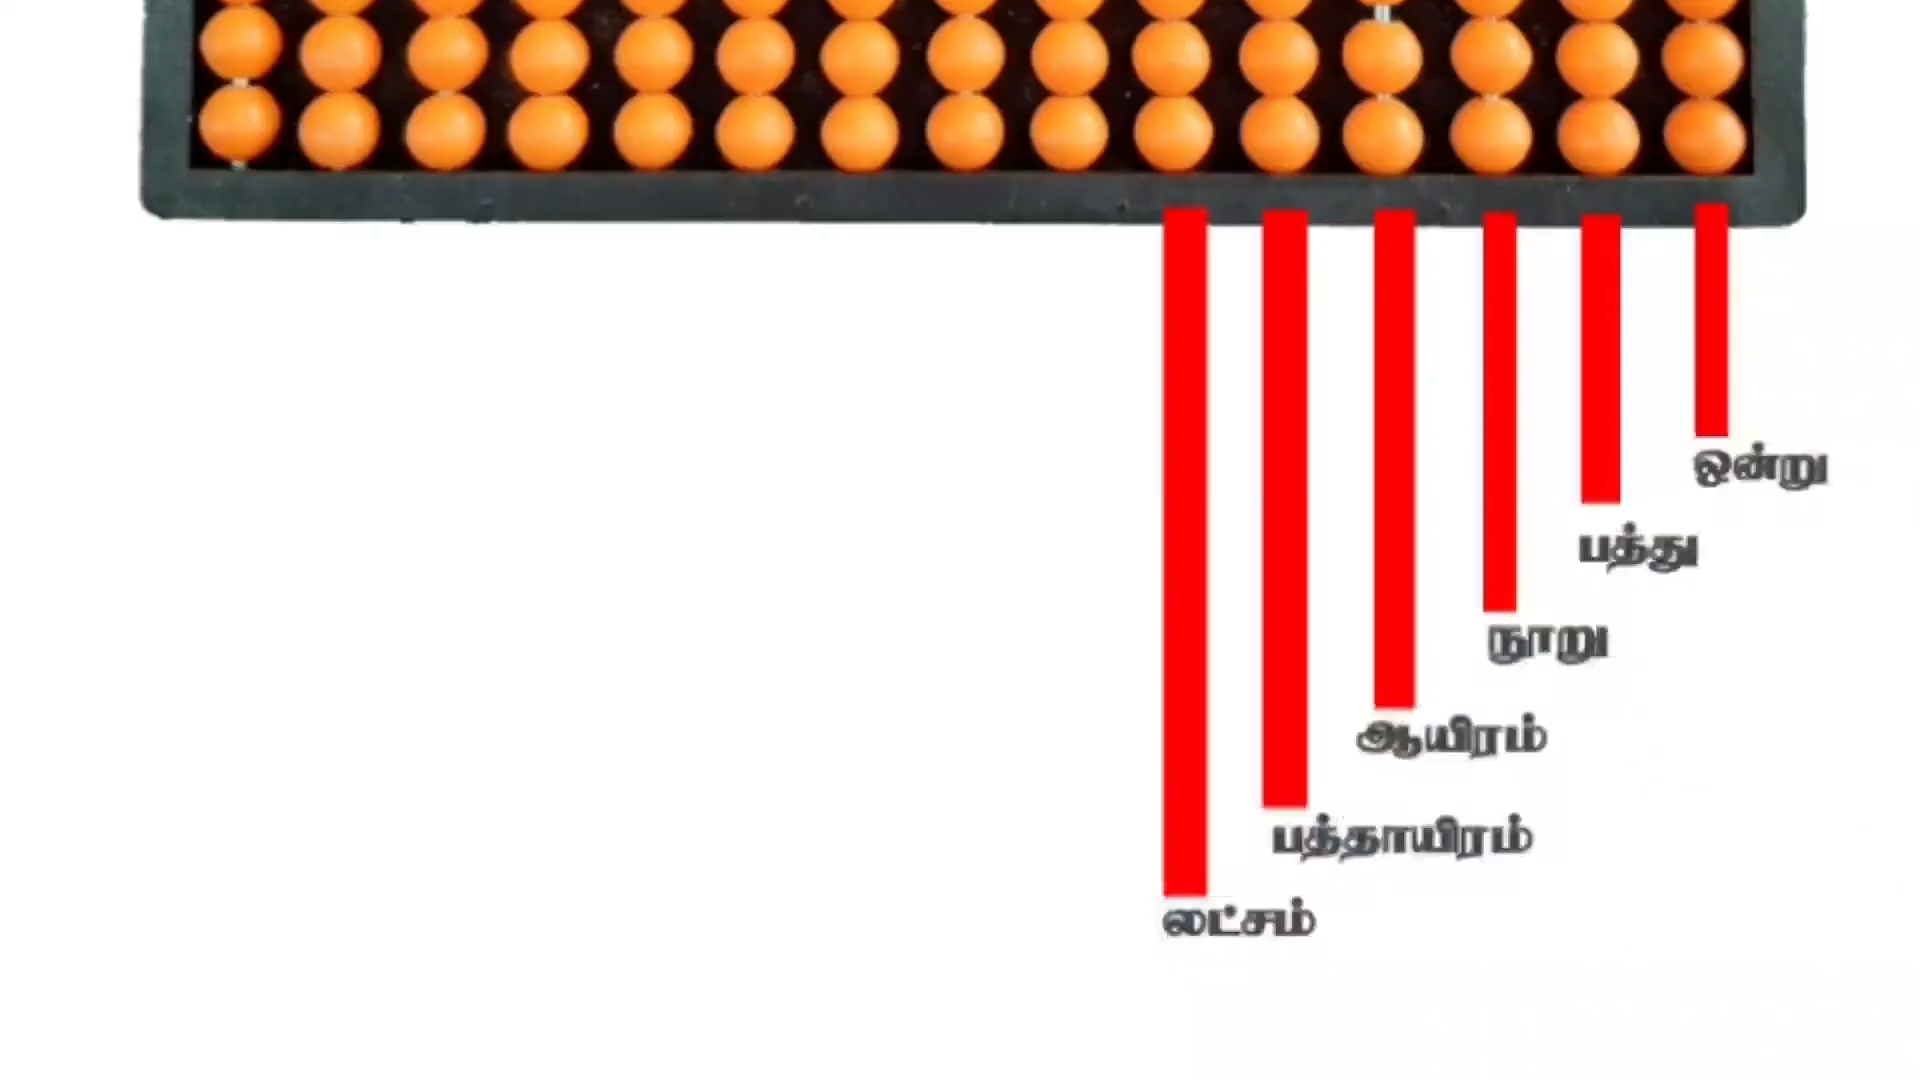 ஒன்று
பத்து
நூறு
ஆயிரம்
பத்தாயிரம்
லட்சம்